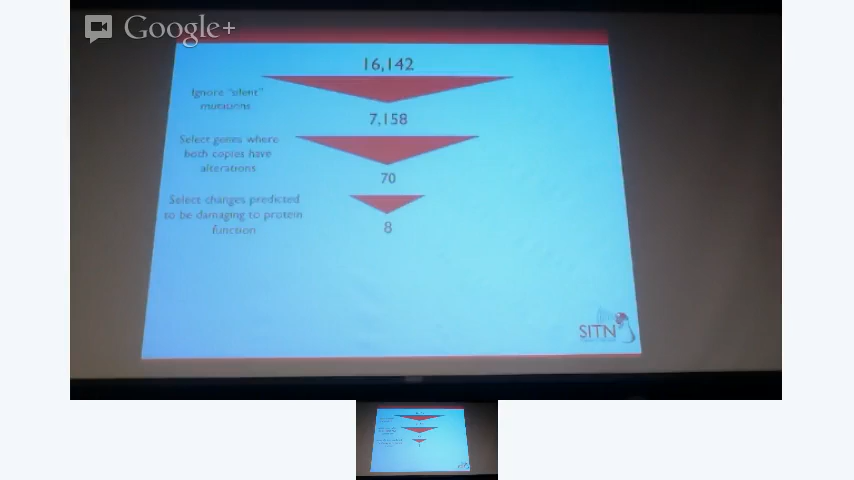 Google+
16,142
Ignore "silent"
mutations
7,158
Select genes where
both copies have
alterations
70
Select changes predicted
to be damaging to protein
function
8
SITN